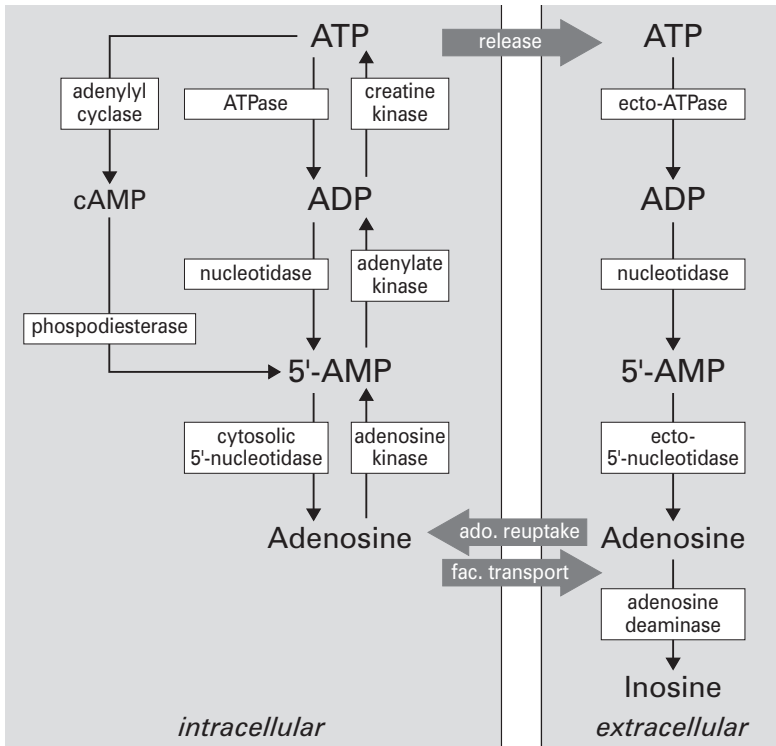 ATP
release
ATP
adenylyl
cyclase
ATPase
creatine
kinase
ecto-ATPase
cAMP
ADP
ADP
nucleotidase
adenylate
kinase
nucleotidase
phospodiesterase
5'-AMP
5'-AMP
cytosolic
5'-nucleotidase
adenosine
kinase
ecto-
5'-nucleotidase
Adenosine
ado. reuptake
fac. transport
Adenosine
adenosine
deaminase
Inosine
intracellular
extracellular